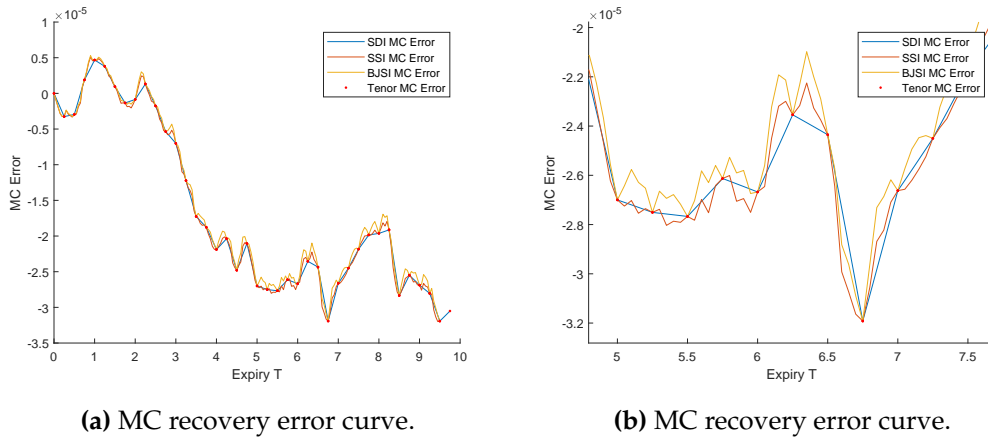 ×10⁻⁵
1
0.5
0
-0.5
-1
-1.5
-2
-2.5
-3
-3.5
MC Error
0 1 2 3 4 5 6 7 8 9 10
Expiry T
SDI MC Error
SSI MC Error
BJSI MC Error
Tenor MC Error
(a) MC recovery error curve.
×10⁻⁵
-2
-2.2
-2.4
-2.6
-2.8
-3
-3.2
MC Error
5 5.5 6 6.5 7 7.5
Expiry T
SDI MC Error
SSI MC Error
BJSI MC Error
Tenor MC Error
(b) MC recovery error curve.